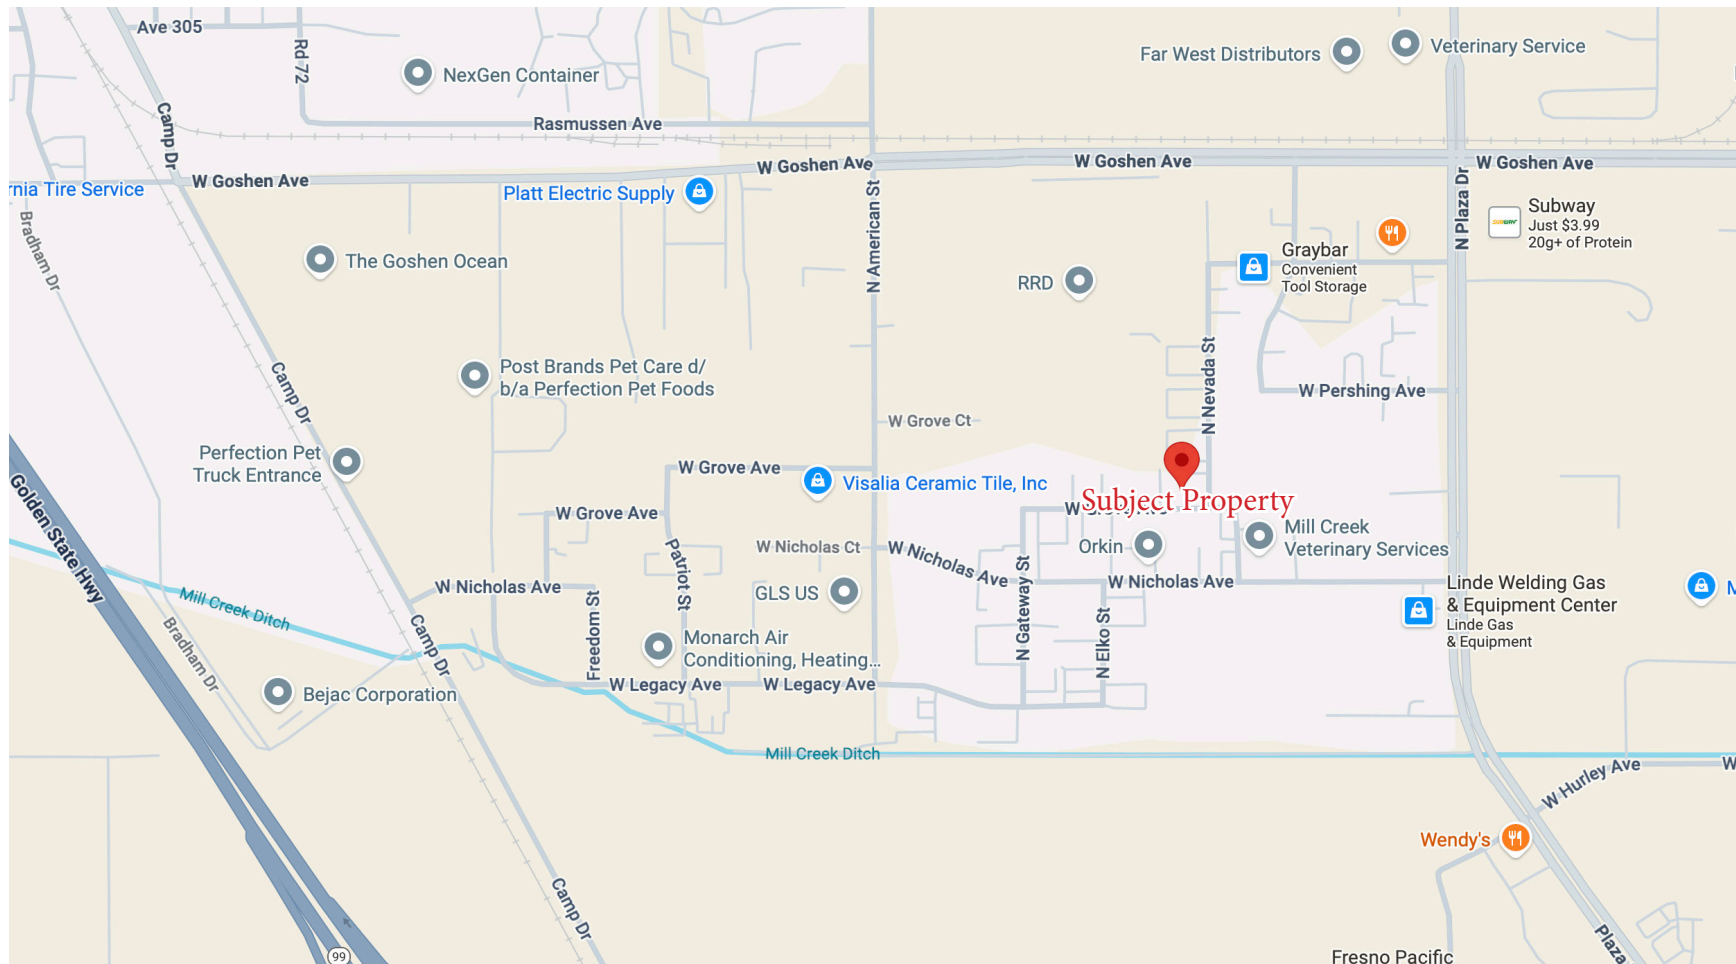 Ave 305
Rd 72
NexGen Container
Far West Distributors
Veterinary Service
Camp Dr
Rasmussen Ave
W Goshen Ave
W Goshen Ave
W Goshen Ave
W Goshen Ave
rnia Tire Service
Platt Electric Supply
N American St
N Plaza Dr
Subway
Just $3.99
20g+ of Protein
Bradham Dr
The Goshen Ocean
RRD
Graybar
Convenient
Tool Storage
Post Brands Pet Care d/
b/a Perfection Pet Foods
Camp Dr
N Nevada St
W Pershing Ave
W Grove Ct
Perfection Pet
Truck Entrance
W Grove Ave
Visalia Ceramic Tile, Inc
Subject Property
W Grove Ave
Golden State Hwy
Mill Creek
Veterinary Services
Orkin
W Nicholas Ct
W Nicholas Ave
Patriot St
W Nicholas Ave
W Nicholas Ave
Mill Creek Ditch
Freedom St
GLS US
N Gateway St
N Elko St
Linde Welding Gas
& Equipment Center
Linde Gas
& Equipment
M
Bradham Dr
Camp Dr
Monarch Air
Conditioning, Heating...
W Legacy Ave
W Legacy Ave
Bejac Corporation
Mill Creek Ditch
W Hurley Ave
W
Wendy's
Camp Dr
99
Plaza
Fresno Pacific